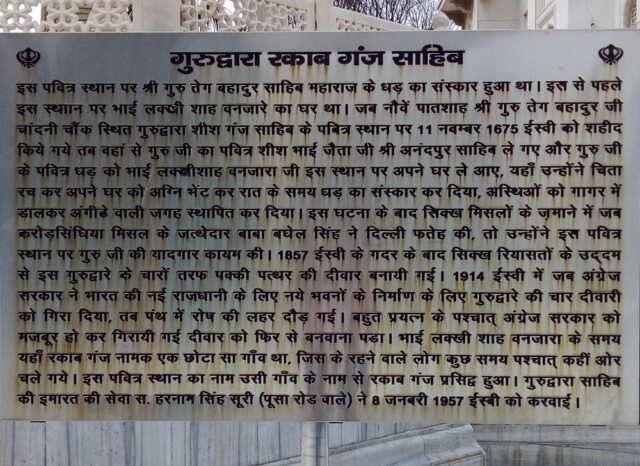 गुरुद्वारा रकाब गंज साहिब
इस पवित्र स्थान पर श्री गुरु तेग बहादुर साहिब महाराज के धड़ का संस्कार हुआ था। इस से पहले
इस स्थाान पर भाई लक्खी शाह वनजारे का घर था। जब नौवें पातशाह श्री गुरु तेग बहादुर जी
चांदनी चौंक स्थित गुरुद्वारा शीश गंज साहिब के पबित्र स्थान पर 11 नवम्बर 1675 ईस्वी को शहीद
किये गये तब वहां से गुरु जी का पवित्र शीश भाई जैता जी श्री अनंदपुर साहिब ले गए और गुरु जी
के पवित्र धड़ को भाई लक्खीशाह वनजारा जी इस स्थान पर अपने घर ले आए, यहाँ उन्होंने चिता
रच कर अपने घर को अग्नि भेंट कर रात के समय धड़ का संस्कार कर दिया, अस्थिओं को गागर में
डालकर अंगीठे वाली जगह स्थापित कर दिया। इस घटना के बाद सिक्ख मिसलों के ज़माने में जब
करोड़सिंघिया मिसल के जत्थेदार बाबा बघेल सिंह ने दिल्ली फतेह की, तो उन्होंने इस पवित्र
स्थान पर गुरु जी की यादगार कायम की। 1857 ईस्वी के गदर के बाद सिक्ख रियासतों के उद्दम
से इस गुरुद्वारे के चारों तरफ पक्की पत्थर की दीवार बनायी गई। 1914 ईस्वी में जब अंग्रेज
सरकार ने भारत की नई राजधानी के लिए नये भवनों के निर्माण के लिए गुरुद्वारे की चार दीवारी
को गिरा दिया, तब पंथ में रोष की लहर दौड़ गई। बहुत प्रयत्न के पश्चात् अंग्रेज सरकार को
मजबूर हो कर गिरायी गई दीवार को फिर से बनवाना पड़ा। भाई लक्खी शाह वनजारा के समय
यहाँ रकाब गंज नामक एक छोटा सा गाँव था, जिस के रहने वाले लोग कुछ समय पश्चात् कहीं ओर
चले गये। इस पवित्र स्थान का नाम उसी गाँव के नाम से रकाब गंज प्रसिद्व हुआ। गुरुद्वारा साहिब
की इमारत की सेवा स. हरनाम सिंह सूरी (पूसा रोड वाले) ने 8 जनबरी 1957 ईस्बी को करवाई।